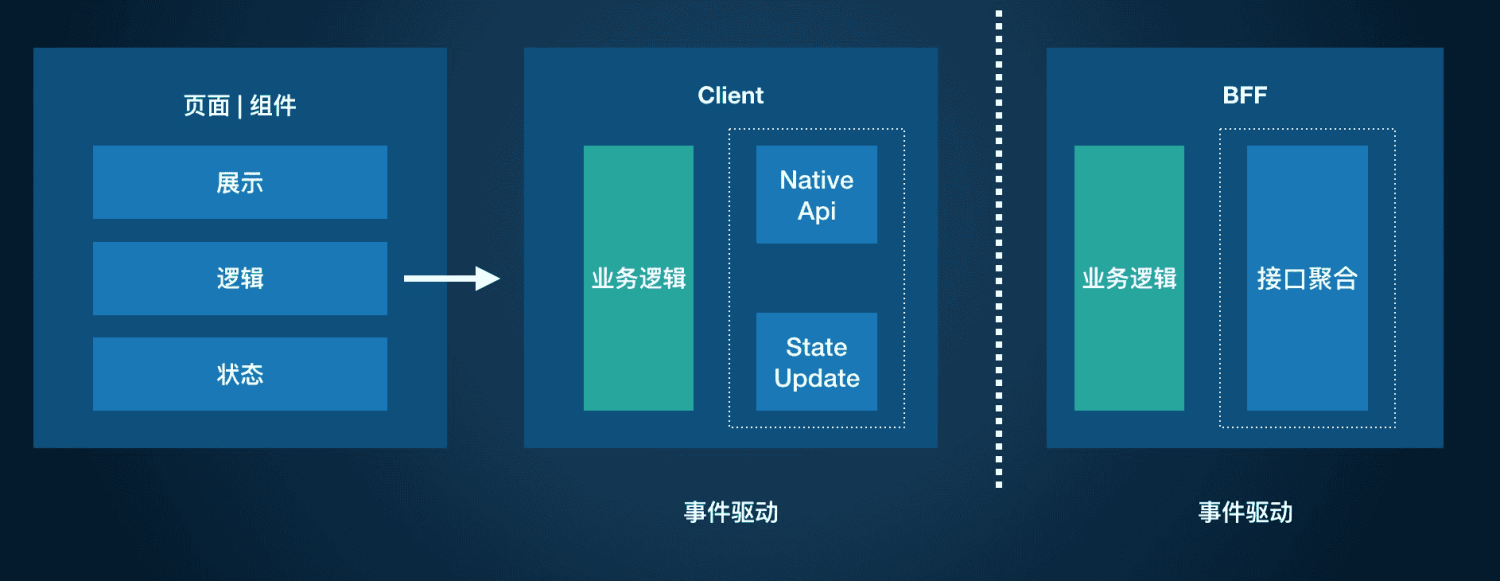 页面 | 组件
展示
逻辑
状态
Client
业务逻辑
Native
Api
State
Update
事件驱动
BFF
业务逻辑
接口聚合
事件驱动